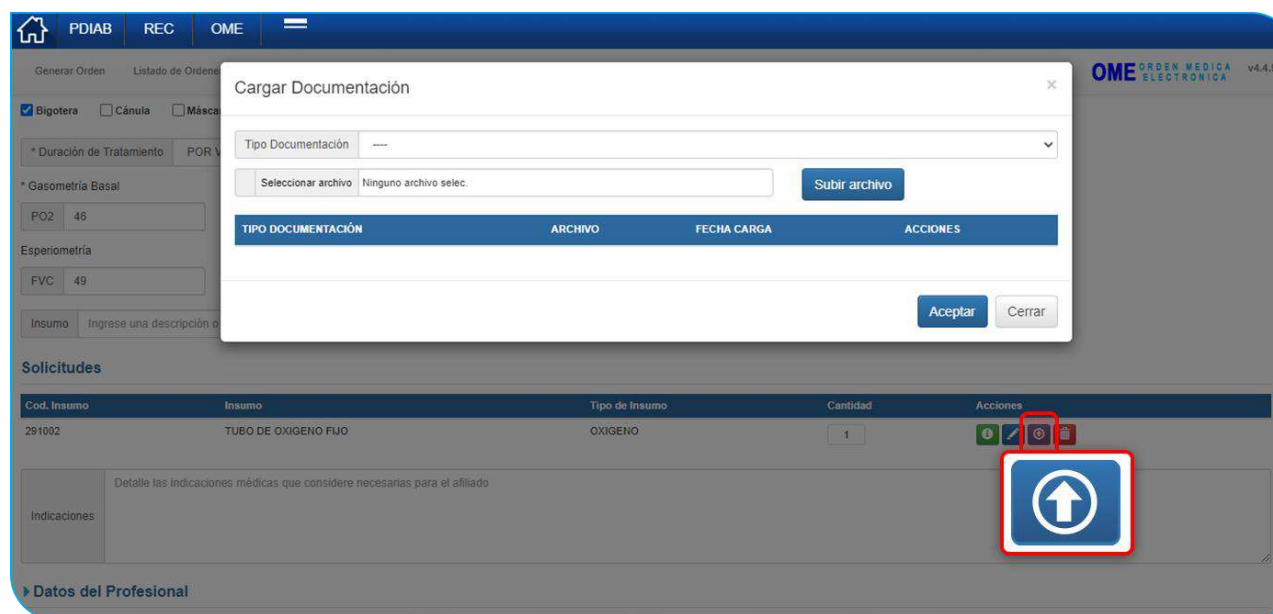 PDIAB REC OME
Generar Orden Listado de Ordene
OME ORDEN MEDICA ELECTRONICA v4.4.
Cargar Documentación ×
Bigotera Cánula Másca
Tipo Documentación ----
* Duración de Tratamiento POR V
Seleccionar archivo Ninguno archivo selec. Subir archivo
* Gasometría Basal
PO2 46
TIPO DOCUMENTACIÓN ARCHIVO FECHA CARGA ACCIONES
Esperiometría
FVC 49
Aceptar Cerrar
Insumo Ingrese una descripción o
Solicitudes
Cod. Insumo Insumo Tipo de Insumo Cantidad Acciones
291002 TUBO DE OXIGENO FIJO OXIGENO 1
Detalle las indicaciones médicas que considere necesarias para el afiliado
Indicaciones
Datos del Profesional